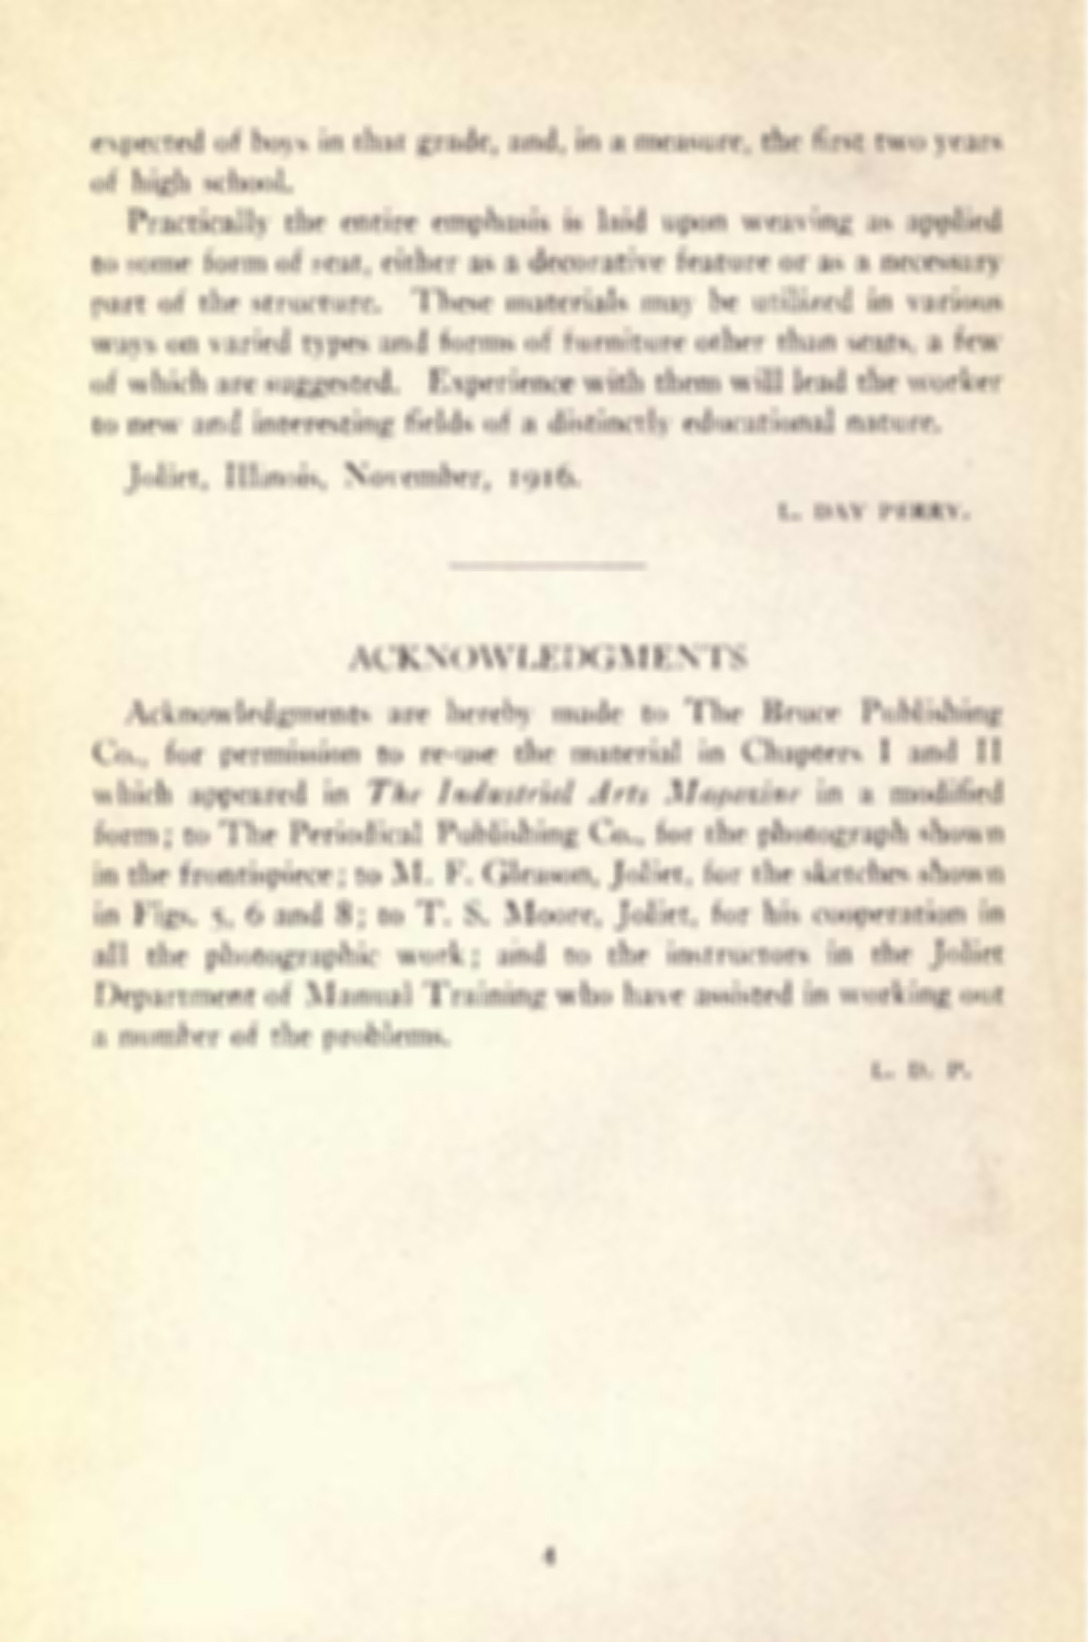 expected of boys in that grade, and, in a measure, the first two years
of high school.
Practically the entire emphasis is laid upon weaving as applied
to some form of seat, either as a decorative feature or as a necessary
part of the structure. These materials may be utilized in various
ways on varied types and forms of furniture other than seats, a few
of which are suggested. Experience with them will lead the worker
to new and interesting fields of a distinctly educational nature.
Joliet, Illinois, November, 1916.
L. DAY PERRY.
ACKNOWLEDGMENTS
Acknowledgments are hereby made to The Bruce Publishing
Co., for permission to re-use the material in Chapters I and II
which appeared in The Industrial Arts Magazine in a modified
form; to The Periodical Publishing Co., for the photograph shown
in the frontispiece; to M. F. Gleason, Joliet, for the sketches shown
in Figs. 5, 6 and 8; to T. S. Moore, Joliet, for his cooperation in
all the photographic work; and to the instructors in the Joliet
Department of Manual Training who have assisted in working out
a number of the problems.
L. D. P.
4